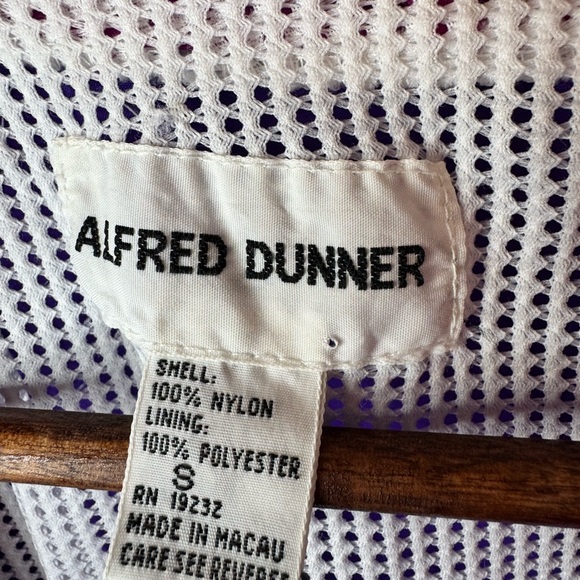 ALFRED DUNNER
SHELL:
100% NYLON
LINING:
100% POLYESTER
S
RN 19232
MADE IN MACAU
CARE.SEE REVERSE